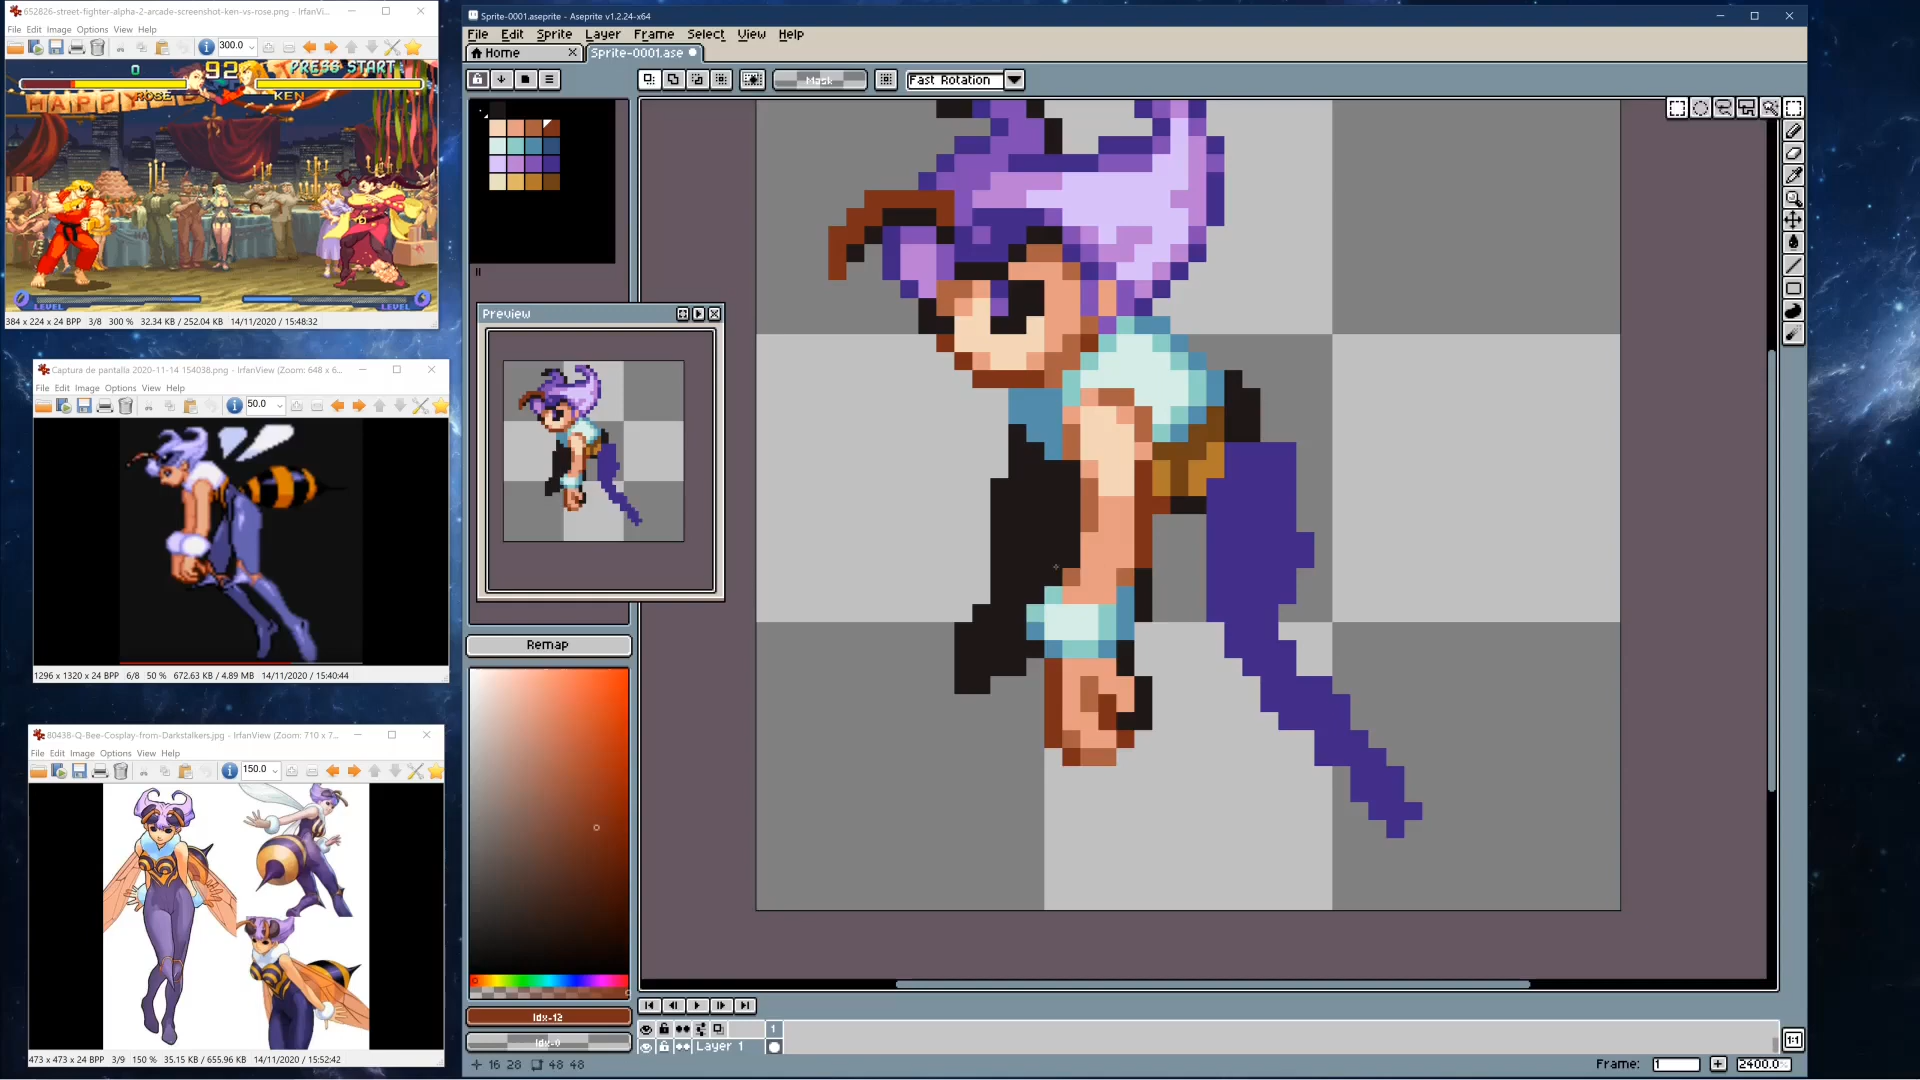 652826-street-fighter-alpha-2-arcade-screenshot-ken-vs-rose.png - IrfanVi...
File Edit Image Options View Help
300.0
0
92
PRESS START
HAPPY
ROSE
KEN
LEVEL
LEVEL
384 x 224 x 24 BPP 3/8 300 % 32.34 KB / 252.04 KB 14/11/2020 / 15:48:32
Captura de pantalla 2020-11-14 154038.png - IrfanView (Zoom: 648 x 6...
File Edit Image Options View Help
50.0
1296 x 1320 x 24 BPP 6/8 50 % 672.63 KB / 4.89 MB 14/11/2020 / 15:40:44
80438-Q-Bee-Cosplay-from-Darkstalkers.jpg - IrfanView (Zoom: 710 x 7...
File Edit Image Options View Help
150.0
473 x 473 x 24 BPP 3/9 150 % 35.15 KB / 655.96 KB 14/11/2020 / 15:52:42
Sprite-0001.aseprite - Aseprite v1.2.24-x64
File Edit Sprite Layer Frame Select View Help
Home
Sprite-0001.ase
Mask
Fast Rotation
Preview
Remap
Idx-12
Idx-0
1
Layer 1
16 28 48 48
Frame: 1
2400.0
1:1